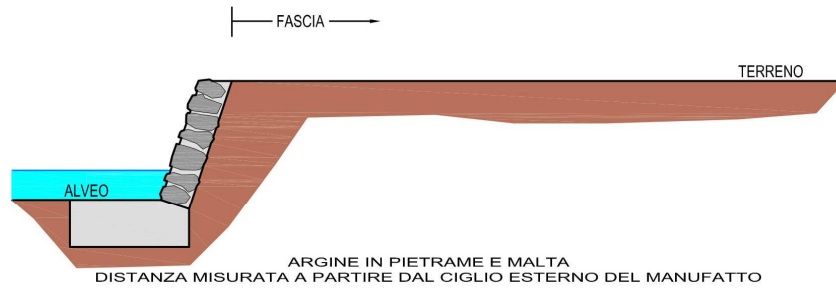 FASCIA
TERRENO
ALVEO
ARGINE IN PIETRAME E MALTA
DISTANZA MISURATA A PARTIRE DAL CIGLIO ESTERNO DEL MANUFATTO